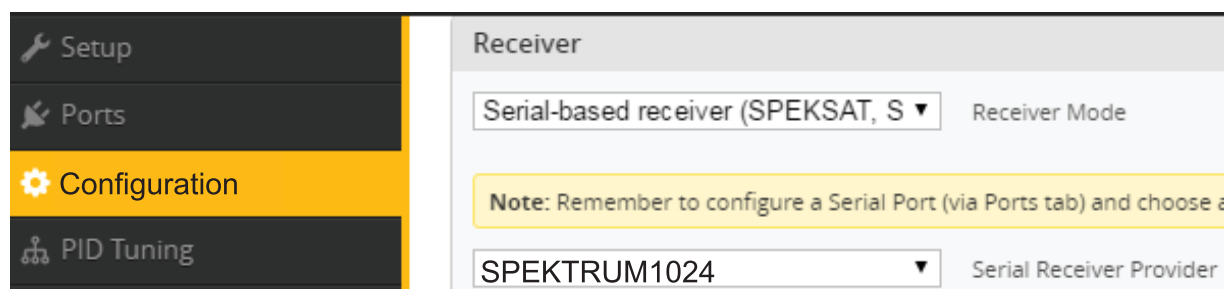 Setup
Ports
Configuration
PID Tuning
Receiver
Serial-based receiver (SPEKSAT, S
Receiver Mode
Note: Remember to configure a Serial Port (via Ports tab) and choose a
SPEKTRUM1024
Serial Receiver Provider